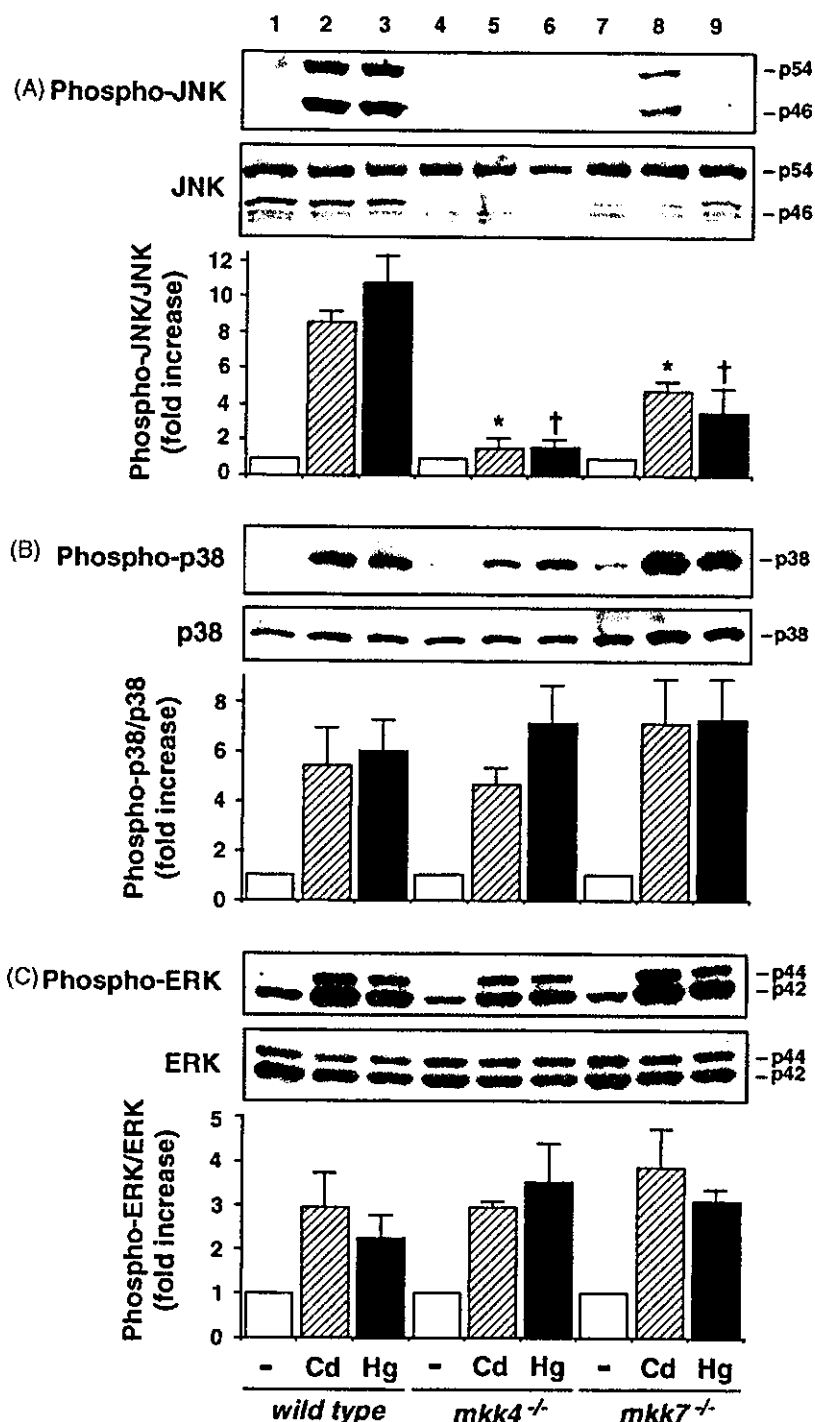 1 2 3 4 5 6 7 8 9
(A) Phospho-JNK
-p54
-p46
JNK
-p54
-p46
Phospho-JNK/JNK
(fold increase)
12
10
8
6
4
2
0
* † * †
(B) Phospho-p38
-p38
p38
-p38
Phospho-p38/p38
(fold increase)
8
6
4
2
0
(C) Phospho-ERK
-p44
-p42
ERK
-p44
-p42
Phospho-ERK/ERK
(fold increase)
5
4
3
2
1
0
- Cd Hg - Cd Hg - Cd Hg
wild type mkk4-/- mkk7-/-